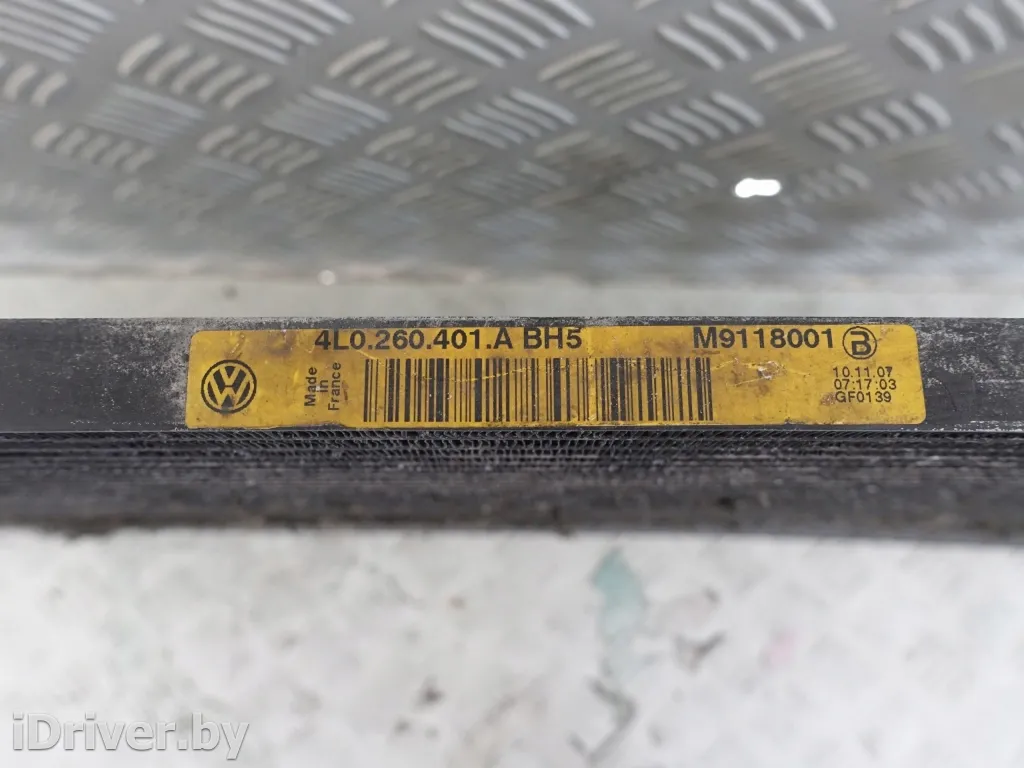 4L0.260.401.A BH5 M9118001 B
Made
in
France
10.11.07
07:17:03
GF0139
iDriver.by